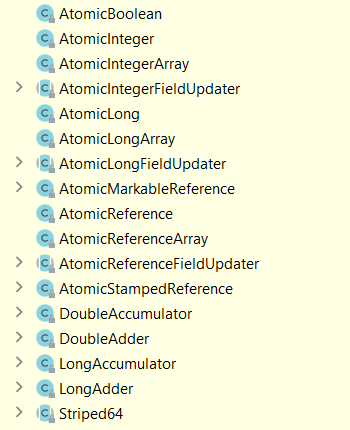 AtomicBoolean
AtomicInteger
AtomicIntegerArray
AtomicIntegerFieldUpdater
AtomicLong
AtomicLongArray
AtomicLongFieldUpdater
AtomicMarkableReference
AtomicReference
AtomicReferenceArray
AtomicReferenceFieldUpdater
AtomicStampedReference
DoubleAccumulator
DoubleAdder
LongAccumulator
LongAdder
Striped64